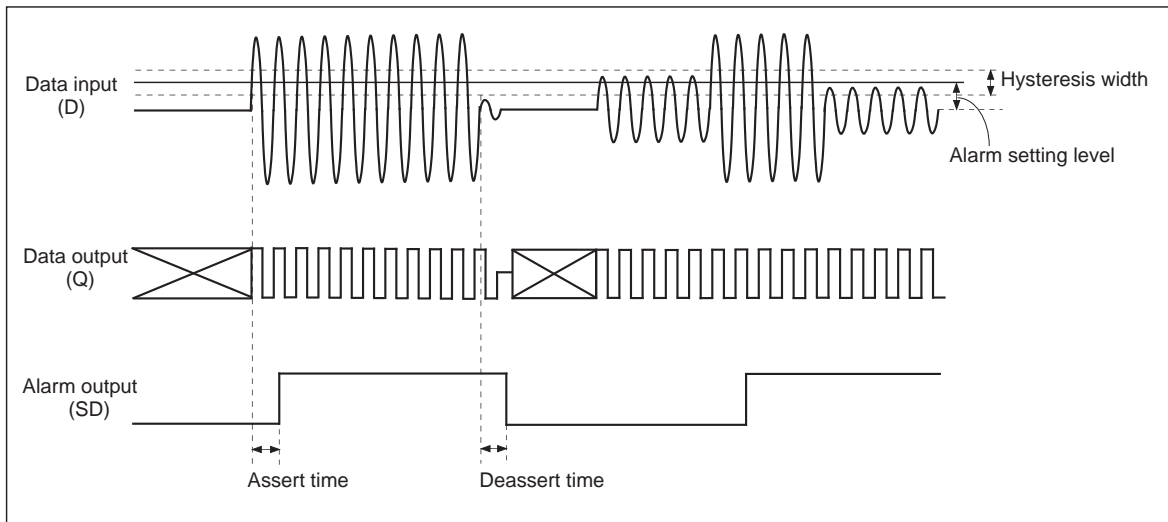 Data input
(D)
Hysteresis width
Alarm setting level
Data output
(Q)
Alarm output
(SD)
Assert time
Deassert time